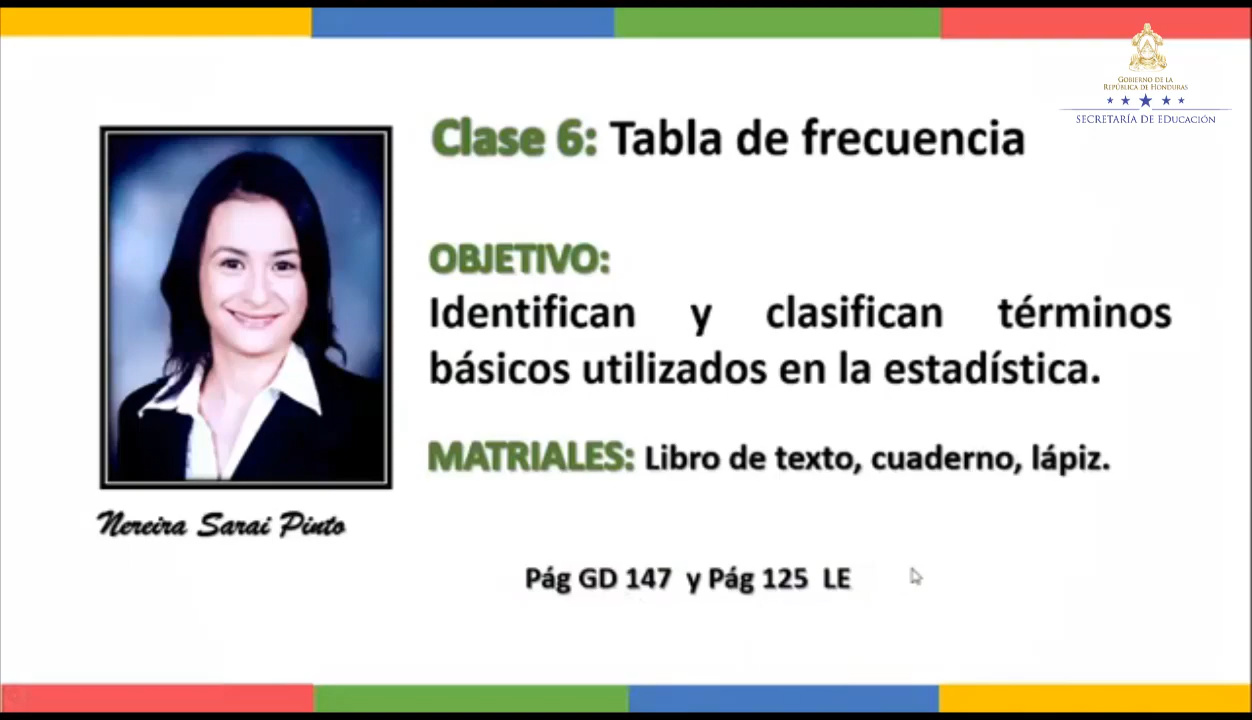 GOBIERNO DE LA
REPÚBLICA DE HONDURAS
SECRETARÍA DE EDUCACIÓN
Clase 6: Tabla de frecuencia
OBJETIVO:
Identifican y clasifican términos
básicos utilizados en la estadística.
MATRIALES: Libro de texto, cuaderno, lápiz.
Nereira Sarai Pinto
Pág GD 147 y Pág 125 LE